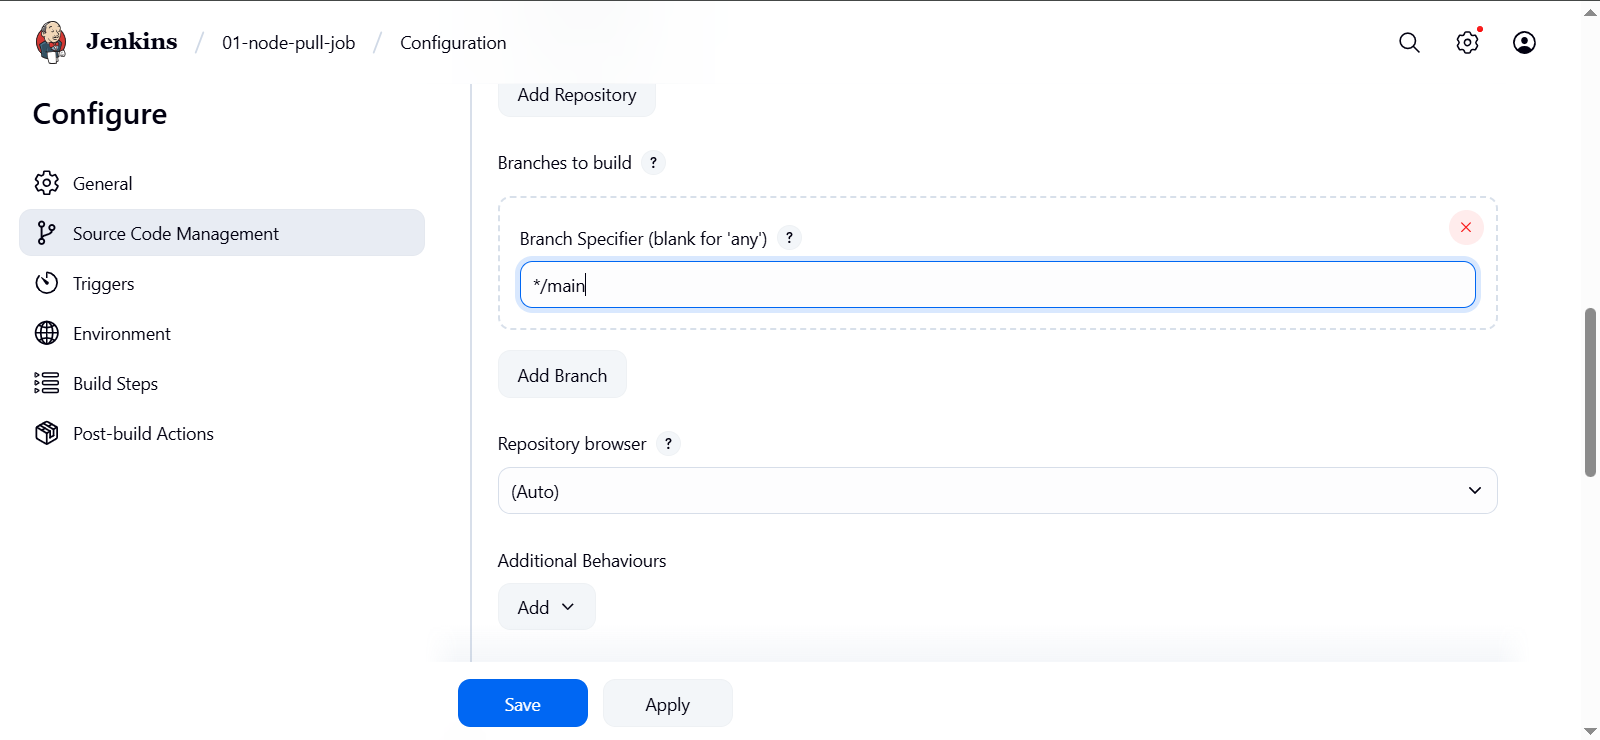 Jenkins / 01-node-pull-job / Configuration
Configure
General
Source Code Management
Triggers
Environment
Build Steps
Post-build Actions
Add Repository
Branches to build ?
Branch Specifier (blank for 'any') ?
*/main
Add Branch
Repository browser ?
(Auto)
Additional Behaviours
Add
Save Apply